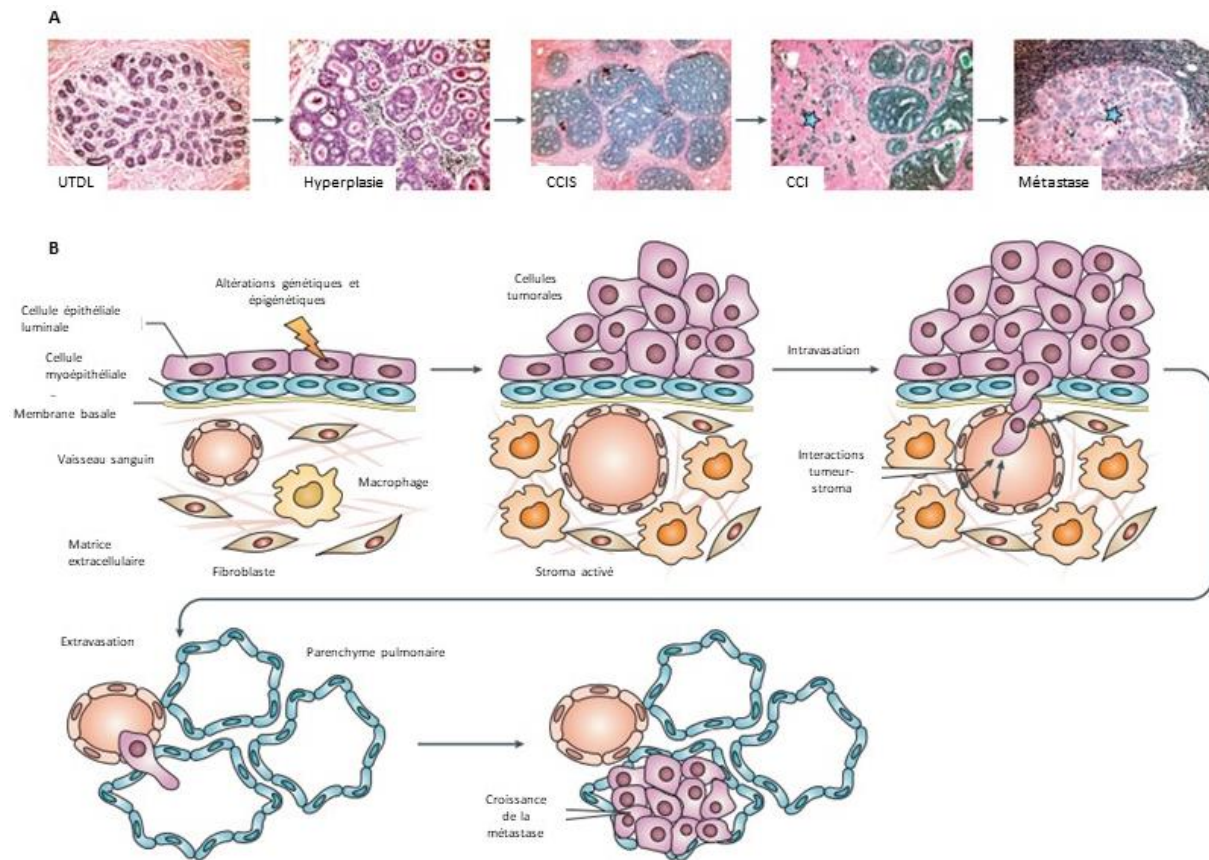 A
UTDL
Hyperplasie
CCIS
CCI
Métastase
B
Altérations génétiques et
épigénétiques
Cellule épithéliale
luminale
Cellule
myoépithéliale
Membrane basale
Vaisseau sanguin
Macrophage
Matrice
extracellulaire
Fibroblaste
Cellules
tumorales
Stroma activé
Intravasation
Interactions
tumeur-
stroma
Extravasation
Parenchyme pulmonaire
Croissance
de la
métastase